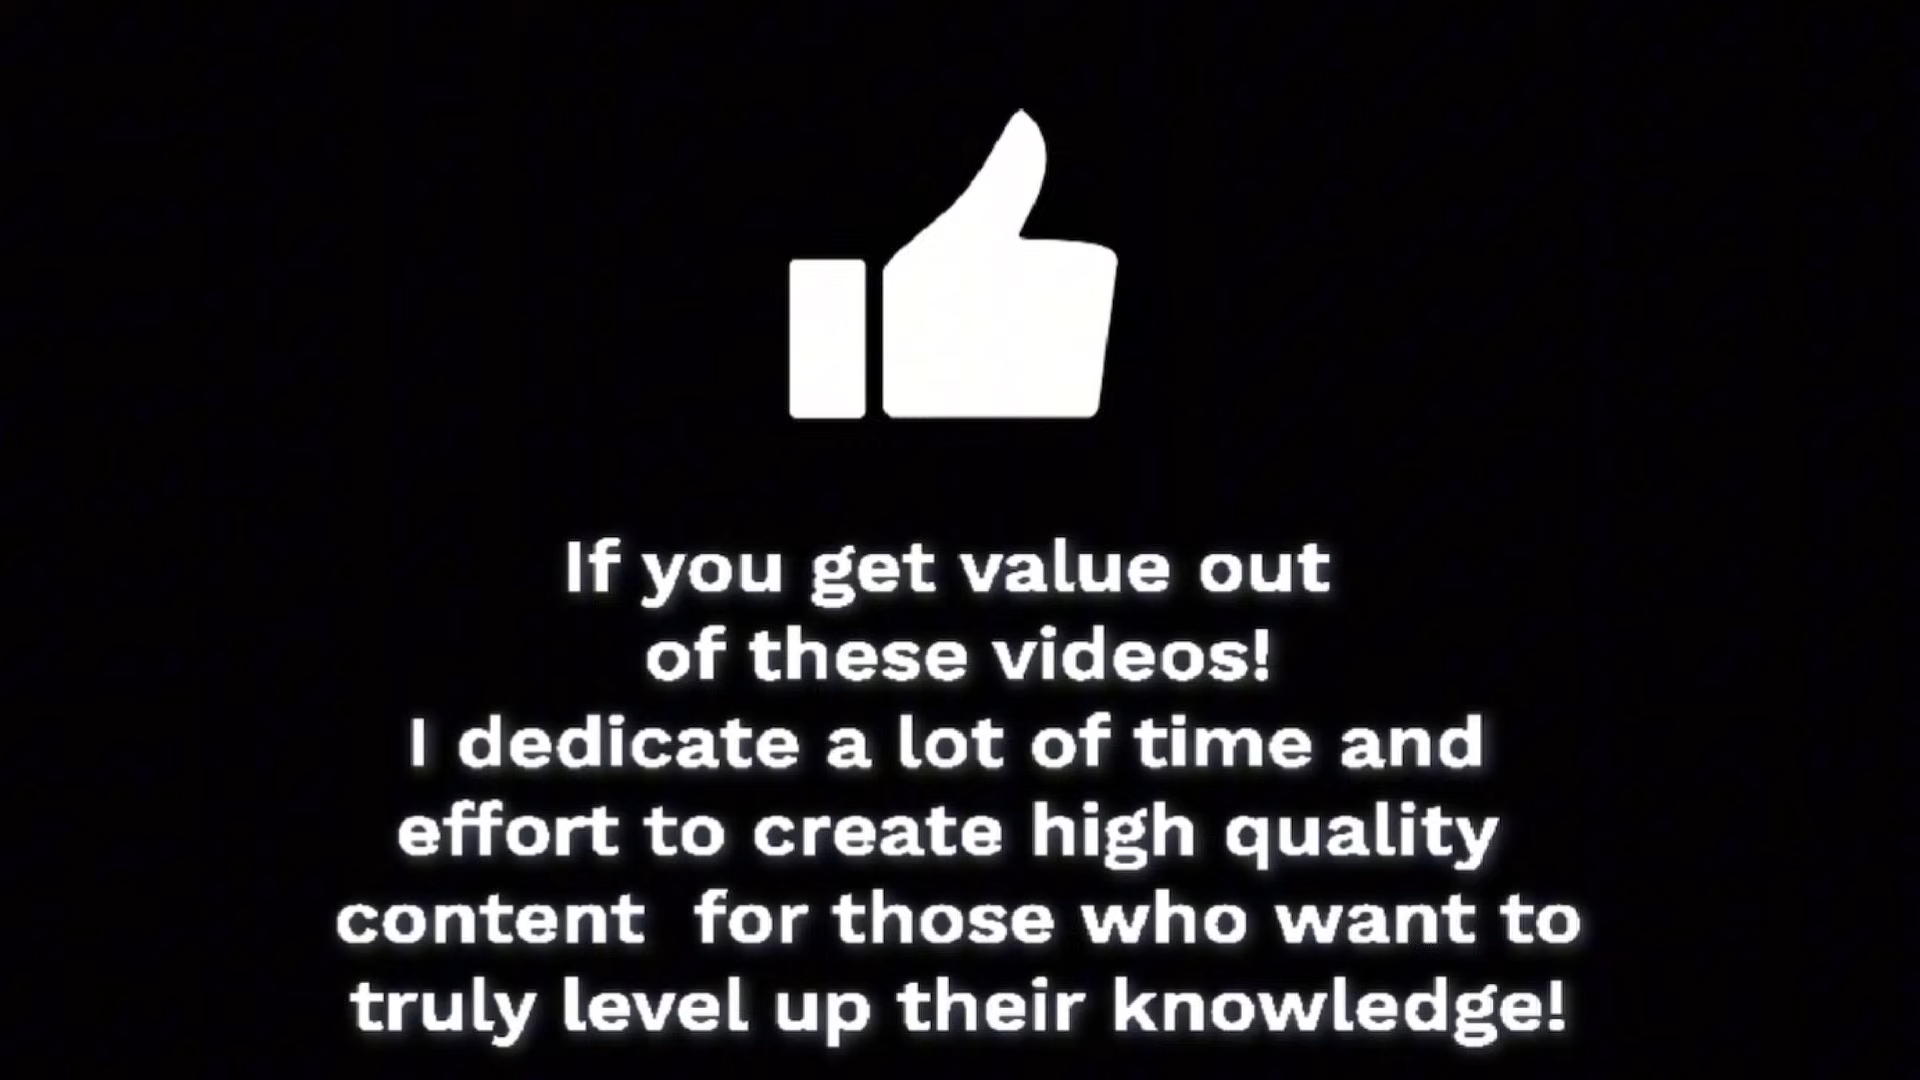 If you get value out
of these videos!
I dedicate a lot of time and
effort to create high quality
content  for those who want to
truly level up their knowledge!